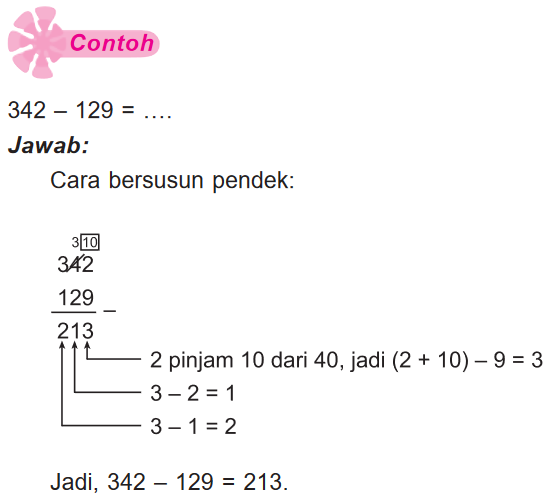 Contoh
342 – 129 = ....
Jawab:
Cara bersusun pendek:
3 10
342
129 –
213
2 pinjam 10 dari 40, jadi (2 + 10) – 9 = 3
3 – 2 = 1
3 – 1 = 2
Jadi, 342 – 129 = 213.